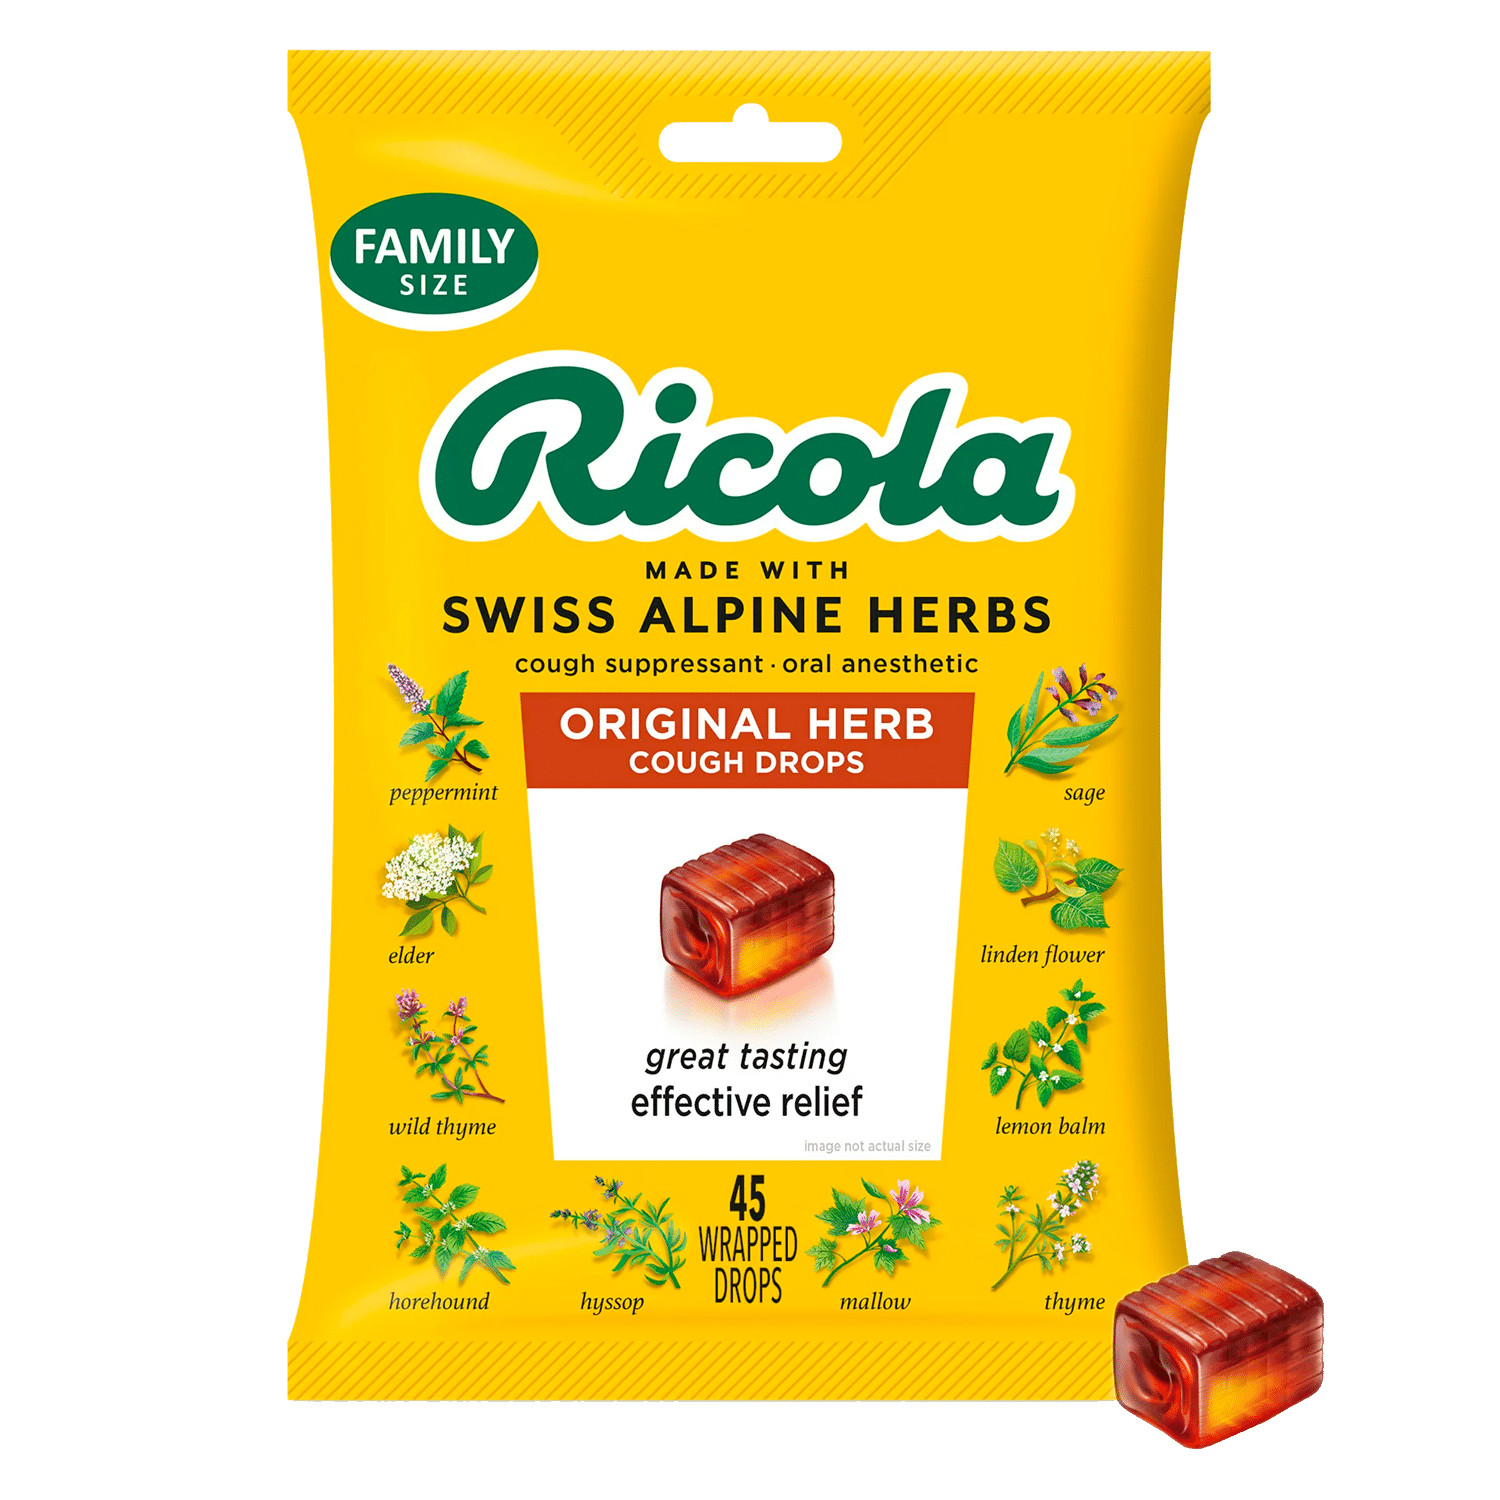 FAMILY
SIZE
Ricola
MADE WITH
SWISS ALPINE HERBS
cough suppressant · oral anesthetic
ORIGINAL HERB
COUGH DROPS
peppermint
sage
elder
linden flower
great tasting
effective relief
wild thyme
lemon balm
image not actual size
45
WRAPPED
DROPS
horehound
hyssop
mallow
thyme